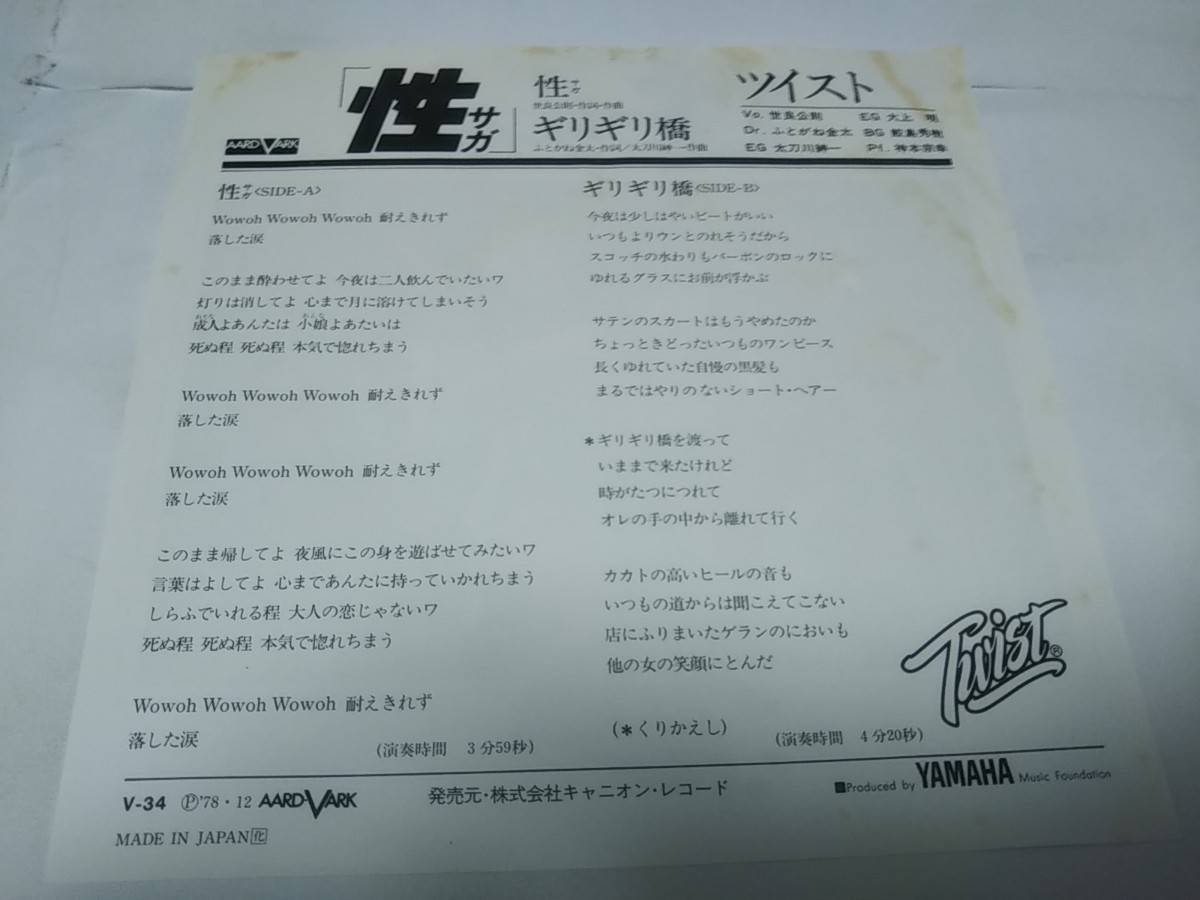 「性サガ」
性サガ
世良公則・作詞・作曲
ギリギリ橋
ふとがね金太・作詞／太刀川紳一・作曲
ツイスト
Vo. 世良公則 EG 大上 明
Dr. ふとがね金太 BG 鮫島秀樹
EG 太刀川紳一 Pf. 神本宗幸
AARDVARK
性サガ〈SIDE-A〉
Wowoh Wowoh Wowoh 耐えきれず
落した涙
このまま酔わせてよ 今夜は二人飲んでいたいワ
灯りは消してよ 心まで月に溶けてしまいそう
成人よあんたは 小娘よあたいは
死ぬ程 死ぬ程 本気で惚れちまう
Wowoh Wowoh Wowoh 耐えきれず
落した涙
Wowoh Wowoh Wowoh 耐えきれず
落した涙
このまま帰してよ 夜風にこの身を遊ばせてみたいワ
言葉はよしてよ 心まであんたに持っていかれちまう
しらふでいれる程 大人の恋じゃないワ
死ぬ程 死ぬ程 本気で惚れちまう
Wowoh Wowoh Wowoh 耐えきれず
落した涙
(演奏時間 3分59秒)
ギリギリ橋〈SIDE-B〉
今夜は少しはやいビートがいい
いつもよりウンとのれそうだから
スコッチの水わりもバーボンのロックに
ゆれるグラスにお前が浮かぶ
サテンのスカートはもうやめたのか
ちょっときどったいつものワンピース
長くゆれていた自慢の黒髪も
まるではやりのないショート・ヘアー
*ギリギリ橋を渡って
いままで来たけれど
時がたつにつれて
オレの手の中から離れて行く
カカトの高いヒールの音も
いつもの道からは聞こえてこない
店にふりまいたゲランのにおいも
他の女の笑顔にとんだ
(*くりかえし)
(演奏時間 4分20秒)
Twist®
V-34 Ⓟ'78・12 AARDVARK
発売元・株式会社キャニオン・レコード
■Produced by YAMAHA Music Foundation
MADE IN JAPAN 化